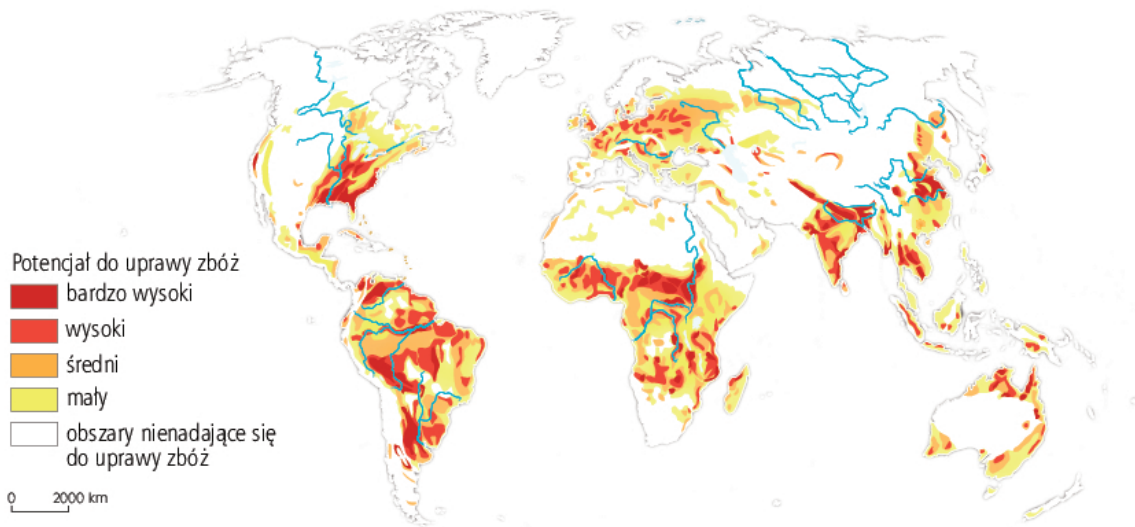 Potencjał do uprawy zbóż
bardzo wysoki
wysoki
średni
mały
obszary nienadające się
do uprawy zbóż
0 2000 km